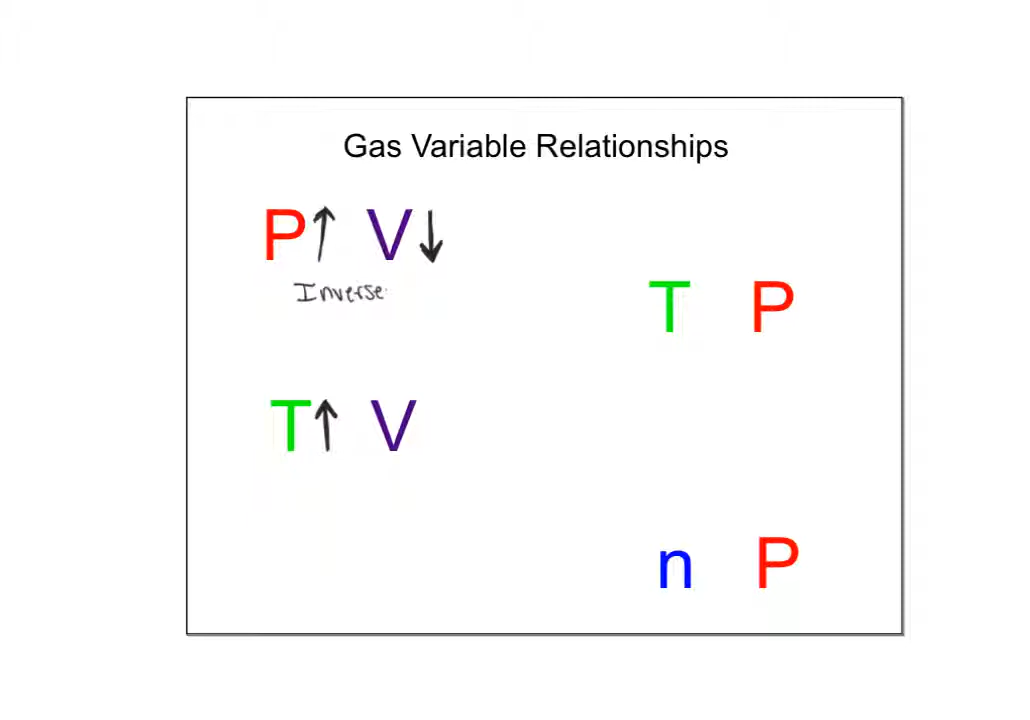 Gas Variable Relationships
P↑ V↓
Inverse
T P
T↑ V
n P